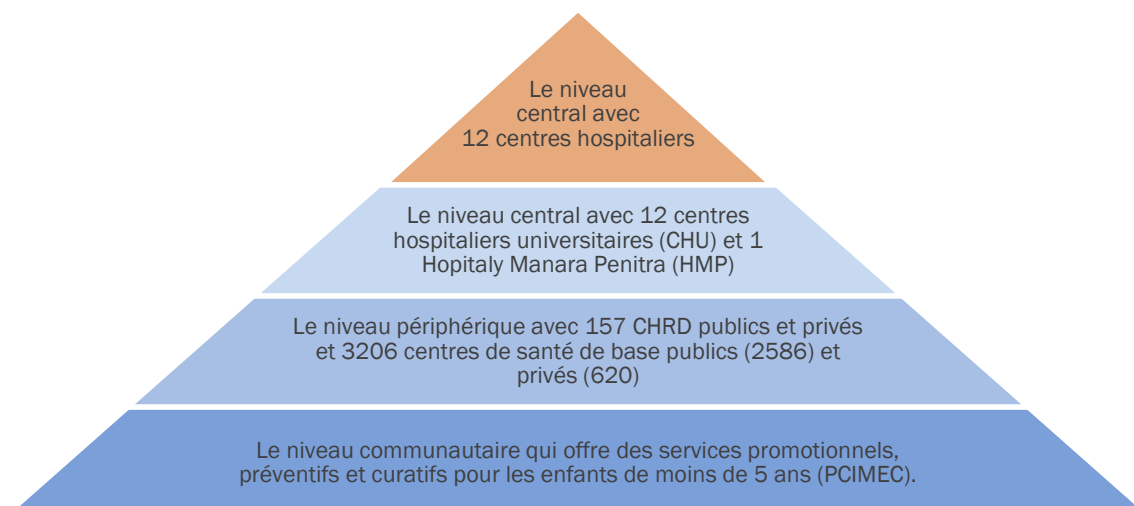 Le niveau
central avec
12 centres hospitaliers
Le niveau central avec 12 centres
hospitaliers universitaires (CHU) et 1
Hopitaly Manara Penitra (HMP)
Le niveau périphérique avec 157 CHRD publics et privés
et 3206 centres de santé de base publics (2586) et
privés (620)
Le niveau communautaire qui offre des services promotionnels,
préventifs et curatifs pour les enfants de moins de 5 ans (PCIMEC).